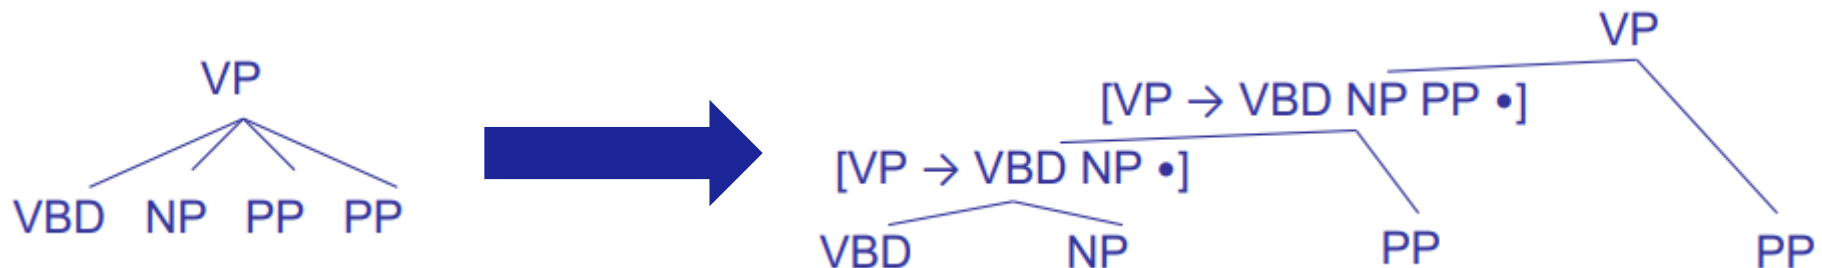 VP
VBD NP PP PP
VP
[VP → VBD NP PP •]
[VP → VBD NP •]
VBD NP PP PP